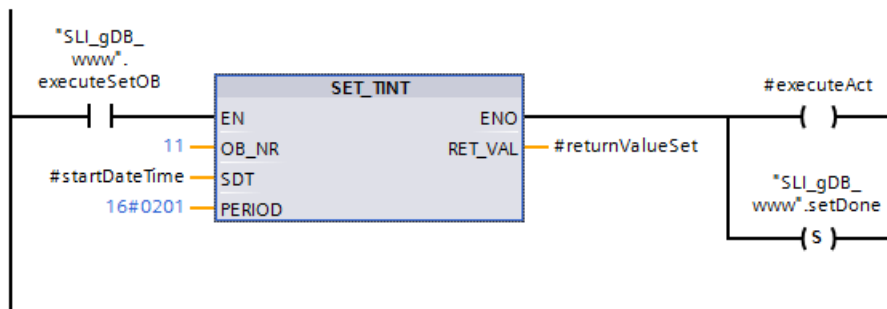 "SLI_gDB_
www".
executeSetOB
SET_TINT
#executeAct
EN
ENO
11
OB_NR
RET_VAL
#returnValueSet
#startDateTime
SDT
"SLI_gDB_
www".setDone
16#0201
PERIOD
S